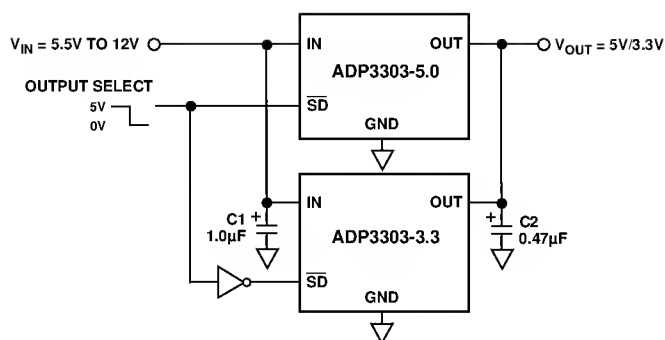 V_IN = 5.5V TO 12V
IN
OUT
V_OUT = 5V/3.3V
ADP3303-5.0
OUTPUT SELECT
5V
0V
SD
GND
IN
OUT
C1
1.0µF
+
ADP3303-3.3
+
C2
0.47µF
SD
GND